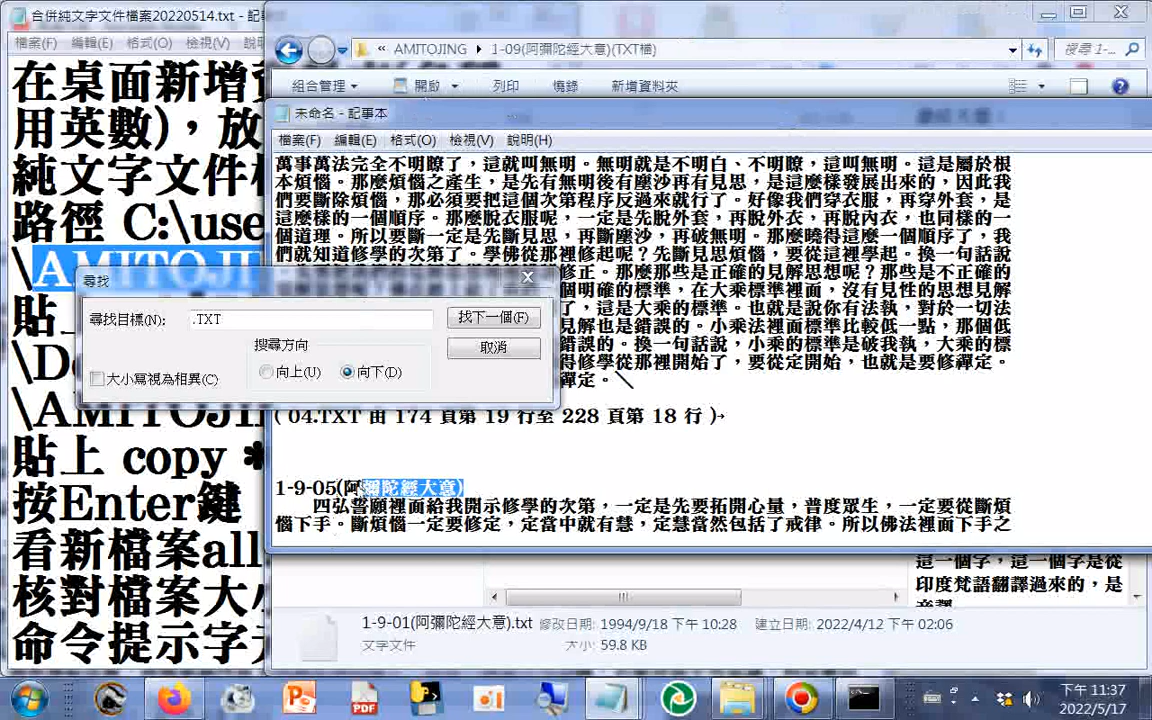 合併純文字文件檔案20220514.txt - 記
檔案(F) 編輯(E) 格式(O) 檢視(V) 說
在桌面新增
用英數)，放
純文字文件
路徑 C:\use
\AMITOJI
貼上
\De
\AMITOJI
貼上 copy *
按Enter鍵
看新檔案all
核對檔案大小
命令提示字元
« AMITOJING ▸ 1-09(阿彌陀經大意)(TXT檔)
搜尋 1-...
組合管理 開啟 列印 燒錄 新增資料夾
未命名 - 記事本
檔案(F) 編輯(E) 格式(O) 檢視(V) 說明(H)
萬事萬法完全不明瞭了，這就叫無明。無明就是不明白、不明瞭，這叫無明。這是屬於根
本煩惱。那麼煩惱之產生，是先有無明後有塵沙再有見思，是這麼樣發展出來的，因此我
們要斷除煩惱，那必須要把這個次第程序反過來就行了。好像我們穿衣服，再穿外套，是
這麼樣的一個順序。那麼脫衣服呢，一定是先脫外套，再脫外衣，再脫內衣，也同樣的一
個道理。所以要斷一定是先斷見思，再斷塵沙，再破無明。那麼曉得這麼一個順序了，我
們就知道修學的次第了。學佛從那裡修起呢？先斷見思煩惱，要從這裡學起。換一句話說
修正。那麼那些是正確的見解思想呢？那些是不正確的
個明確的標準，在大乘標準裡面，沒有見性的思想見解
了，這是大乘的標準。也就是說你有法執，對於一切法
見解也是錯誤的。小乘法裡面標準比較低一點，那個低
錯誤的。換一句話說，小乘的標準是破我執，大乘的標
得修學從那裡開始了，要從定開始，也就是要修禪定。
禪定。＼
( 04.TXT 由 174 頁第 19 行至 228 頁第 18 行 )→
1-9-05(阿彌陀經大意)
四弘誓願裡面給我開示修學的次第，一定是先要拓開心量，普度眾生，一定要從斷煩
惱下手。斷煩惱一定要修定，定當中就有慧，定慧當然包括了戒律。所以佛法裡面下手之
尋找
尋找目標(N): .TXT
找下一個(F)
搜尋方向
取消
大小寫視為相異(C) 向上(U) 向下(D)
這一個字，這一個字是從
印度梵語翻譯過來的，是
1-9-01(阿彌陀經大意).txt 修改日期: 1994/9/18 下午 10:28 建立日期: 2022/4/12 下午 02:06
文字文件 大小: 59.8 KB
下午 11:37
2022/5/17